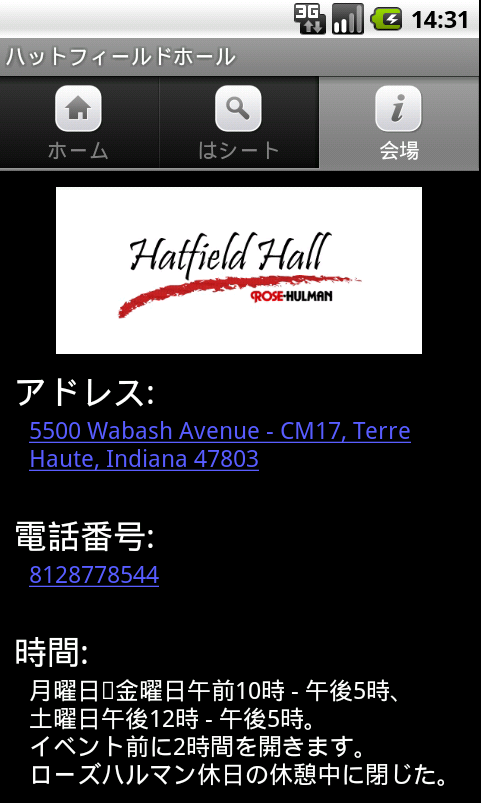 3G 14:31
ハットフィールドホール
ホーム はシート 会場
Hatfield Hall
ROSE-HULMAN
アドレス:
5500 Wabash Avenue - CM17, Terre
Haute, Indiana 47803
電話番号:
8128778544
時間:
月曜日▯金曜日午前10時 - 午後5時、
土曜日午後12時 - 午後5時。
イベント前に2時間を開きます。
ローズハルマン休日の休憩中に閉じた。